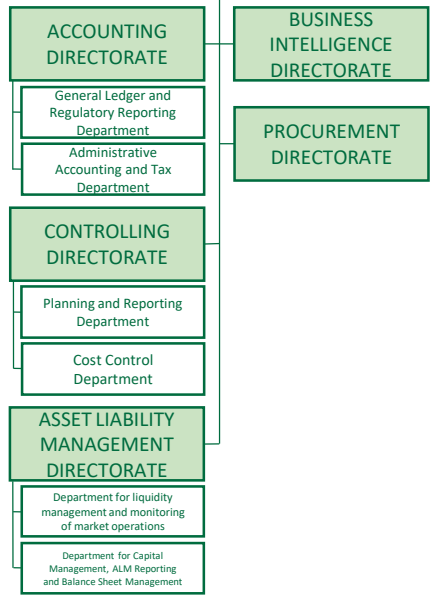 ACCOUNTING
DIRECTORATE
General Ledger and
Regulatory Reporting
Department
Administrative
Accounting and Tax
Department
CONTROLLING
DIRECTORATE
Planning and Reporting
Department
Cost Control
Department
ASSET LIABILITY
MANAGEMENT
DIRECTORATE
Department for liquidity
management and monitoring
of market operations
Department for Capital
Management, ALM Reporting
and Balance Sheet Management
BUSINESS
INTELLIGENCE
DIRECTORATE
PROCUREMENT
DIRECTORATE